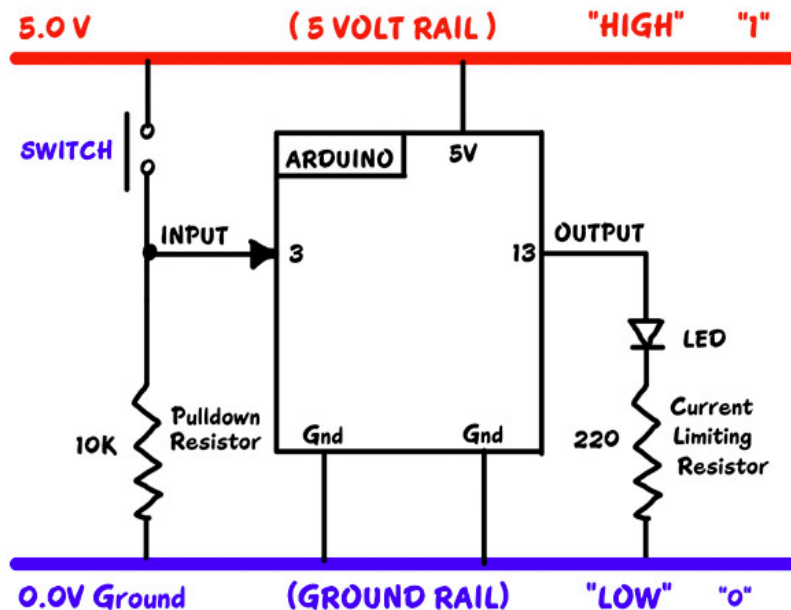 5.0 V (5 VOLT RAIL) "HIGH" "1"
SWITCH
ARDUINO
5V
INPUT
3
13
OUTPUT
LED
10K
Pulldown
Resistor
Gnd
Gnd
220
Current
Limiting
Resistor
0.0V Ground (GROUND RAIL) "LOW" "0"